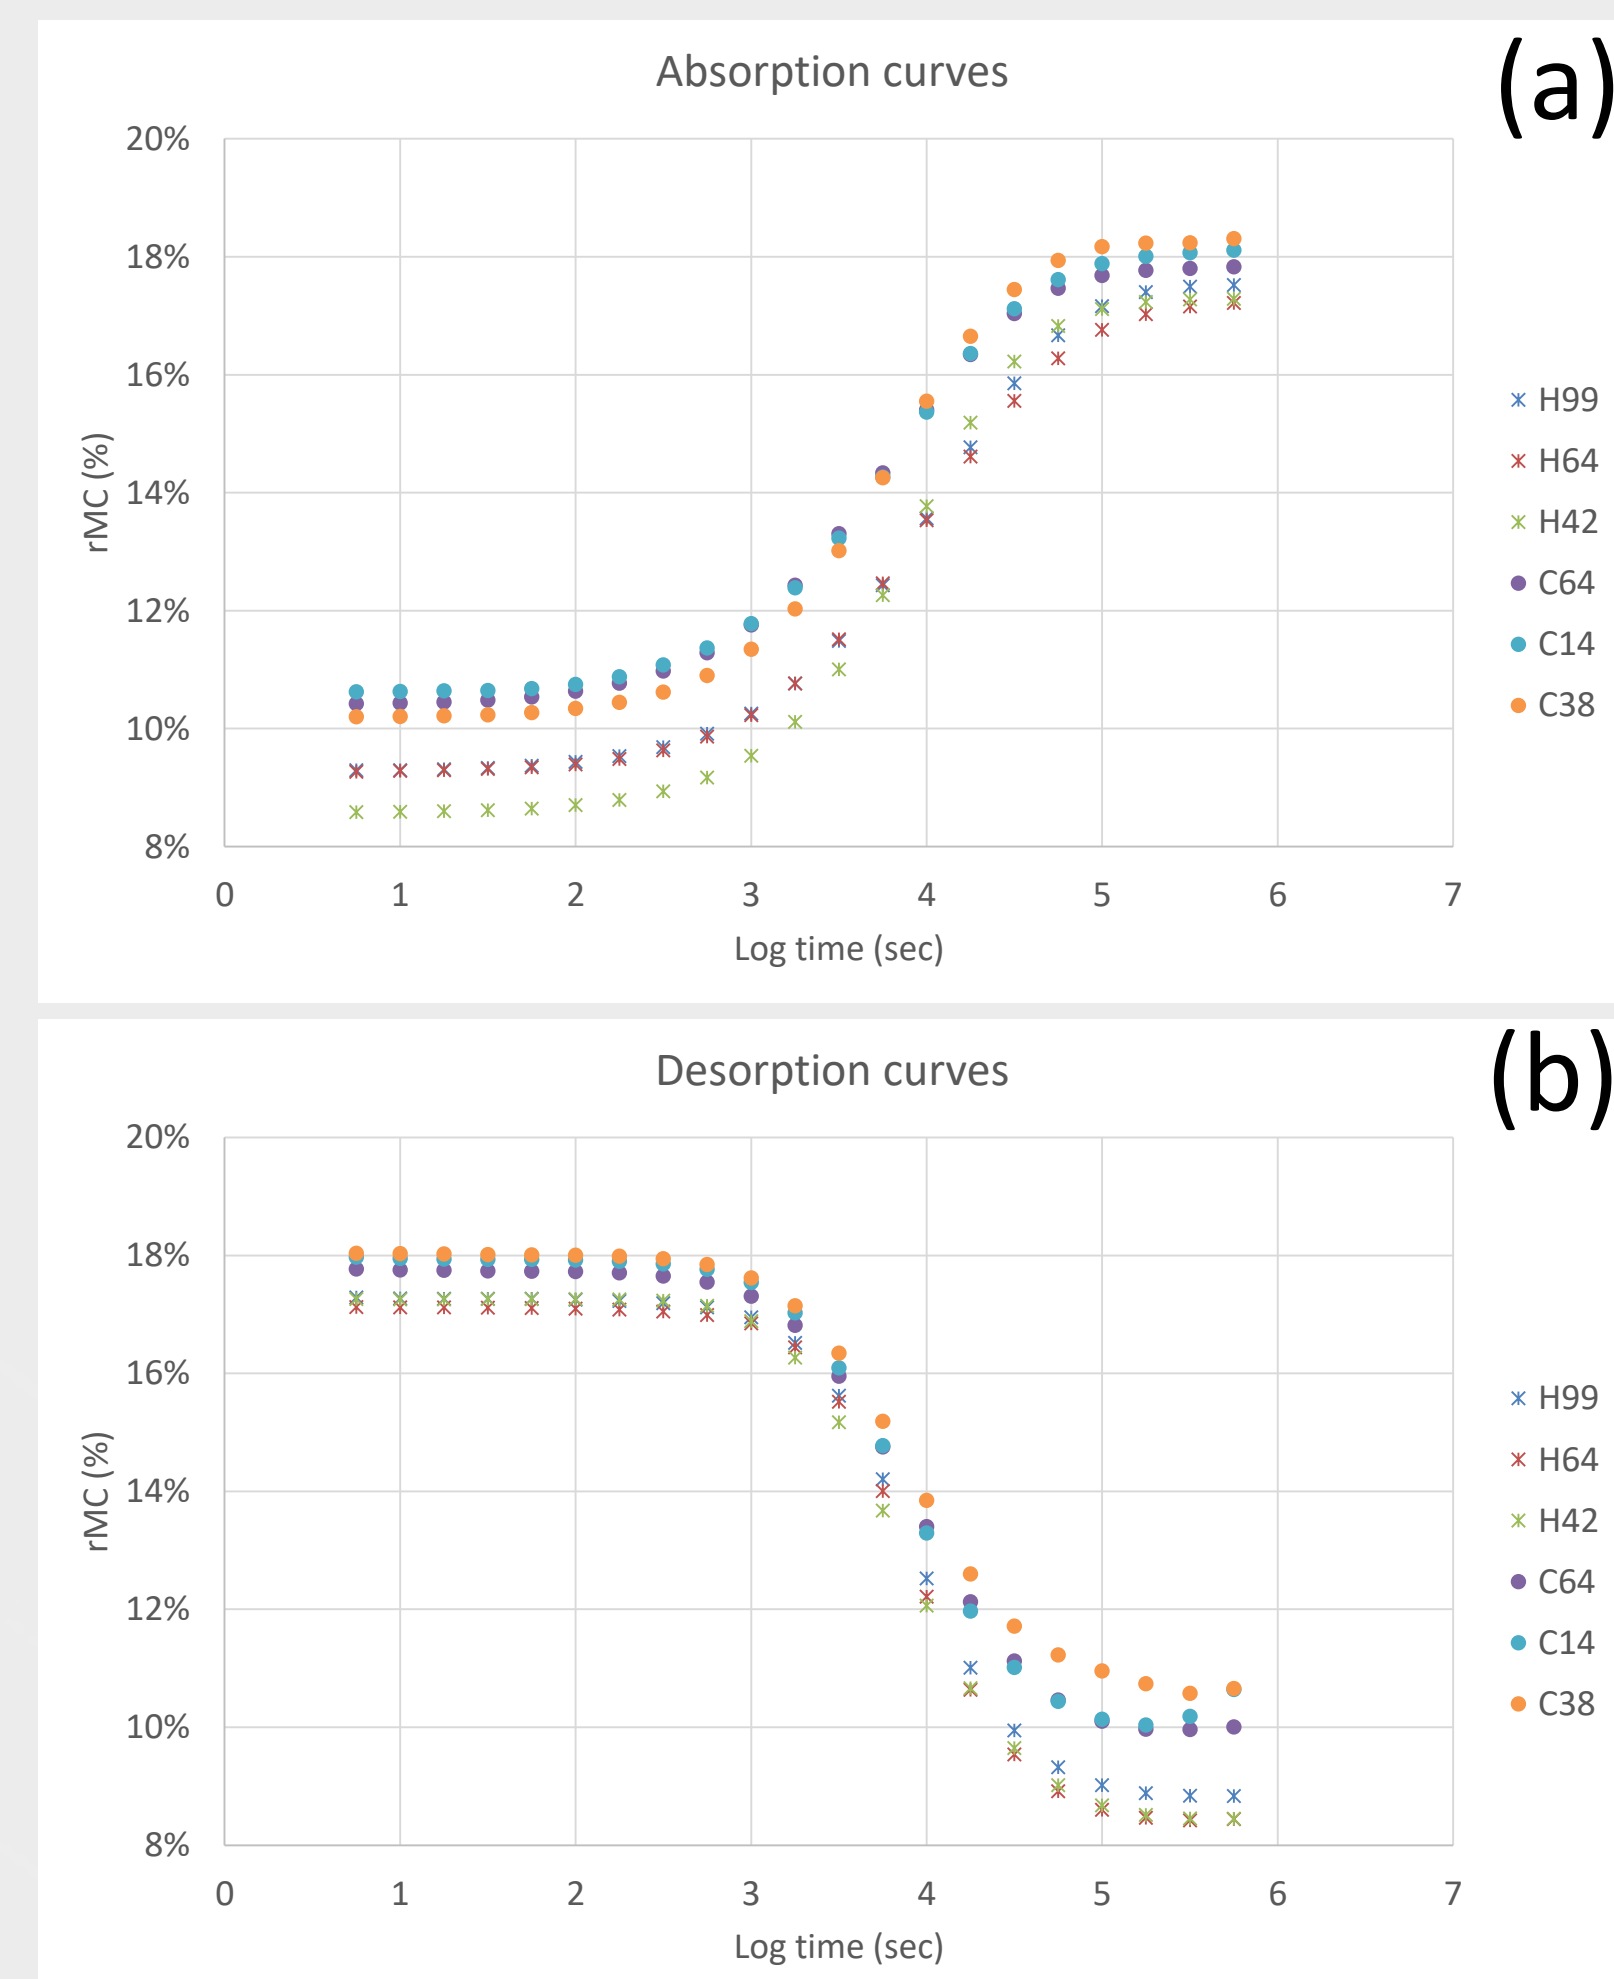 Absorption curves
(a)
20%
18%
16%
14%
12%
10%
8%
rMC (%)
0 1 2 3 4 5 6 7
Log time (sec)
H99
H64
H42
C64
C14
C38
Desorption curves
(b)
20%
18%
16%
14%
12%
10%
8%
rMC (%)
0 1 2 3 4 5 6 7
Log time (sec)
H99
H64
H42
C64
C14
C38